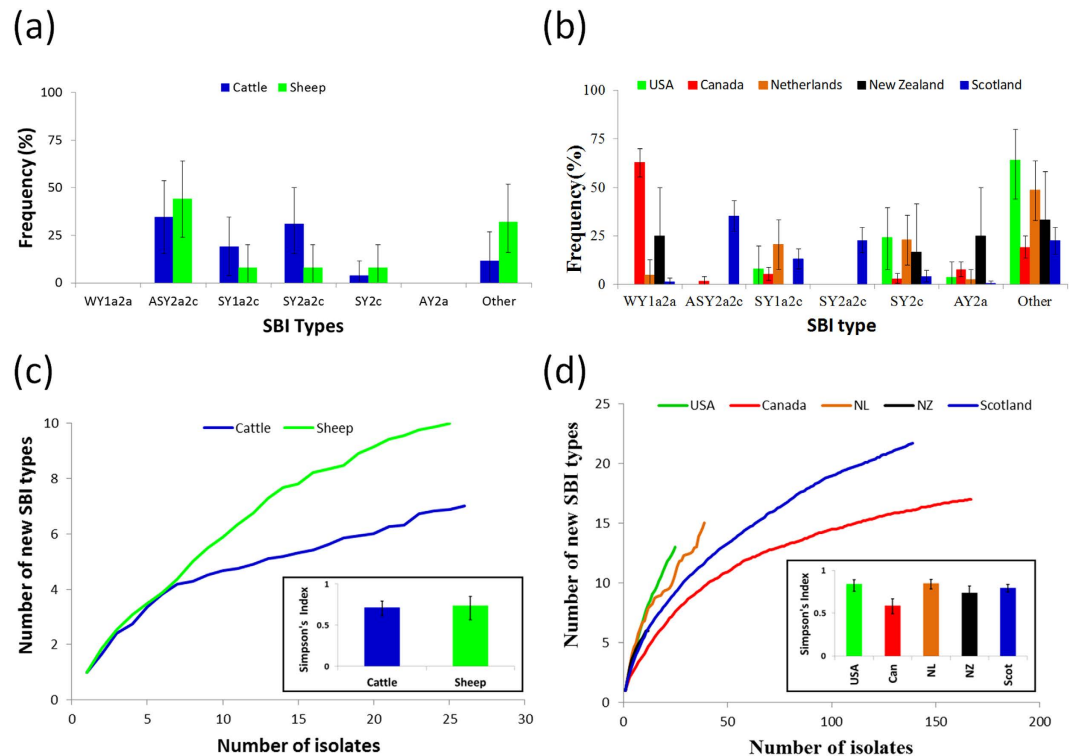 (a)
Cattle Sheep
100
75
50
25
0
Frequency (%)
WY1a2a ASY2a2c SY1a2c SY2a2c SY2c AY2a Other
SBI Types
(b)
USA Canada Netherlands New Zealand Scotland
100
75
50
25
0
Frequency(%)
WY1a2a ASY2a2c SY1a2c SY2a2c SY2c AY2a Other
SBI type
(c)
Cattle Sheep
10
8
6
4
2
0
Number of new SBI types
0 5 10 15 20 25 30
Number of isolates
1
0.5
0
Simpson's Index
Cattle Sheep
(d)
USA Canada NL NZ Scotland
25
20
15
10
5
0
Number of new SBI types
0 50 100 150 200
Number of isolates
1
0.5
0
Simpson's Index
USA Can NL NZ Scot